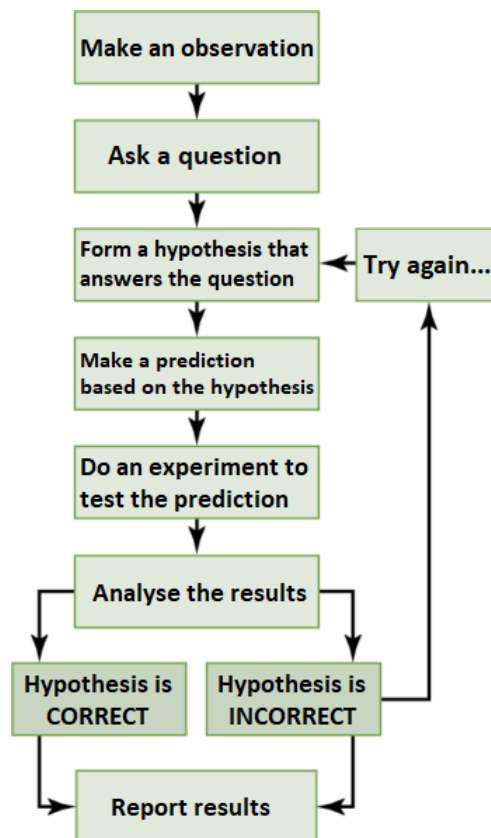 Make an observation
Ask a question
Form a hypothesis that
answers the question
Try again...
Make a prediction
based on the hypothesis
Do an experiment to
test the prediction
Analyse the results
Hypothesis is
CORRECT
Hypothesis is
INCORRECT
Report results